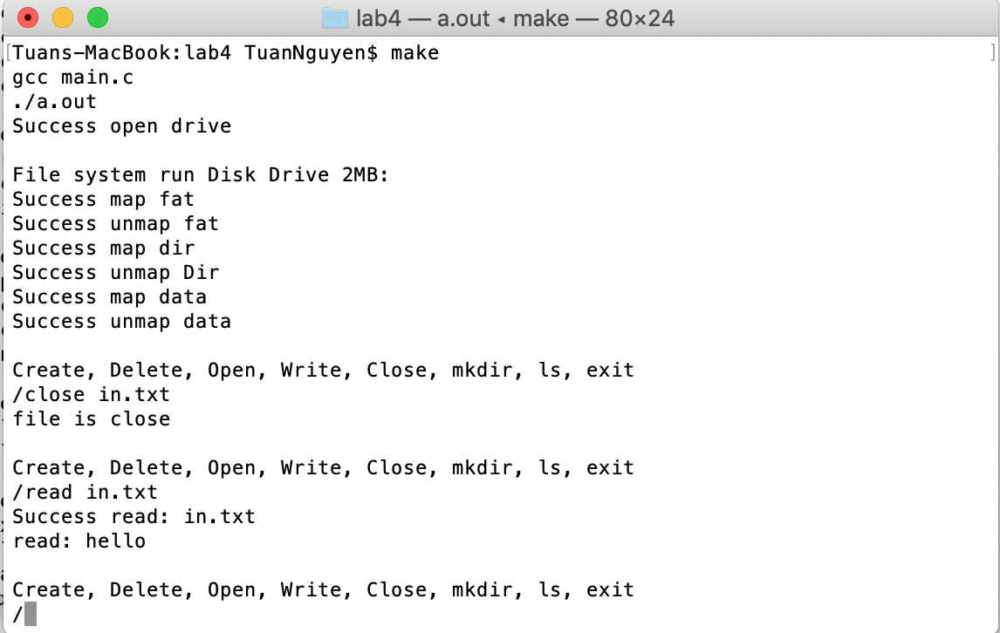 lab4 — a.out ◂ make — 80×24
[Tuans-MacBook:lab4 TuanNguyen$ make ]
gcc main.c
./a.out
Success open drive
File system run Disk Drive 2MB:
Success map fat
Success unmap fat
Success map dir
Success unmap Dir
Success map data
Success unmap data
Create, Delete, Open, Write, Close, mkdir, ls, exit
/close in.txt
file is close
Create, Delete, Open, Write, Close, mkdir, ls, exit
/read in.txt
Success read: in.txt
read: hello
Create, Delete, Open, Write, Close, mkdir, ls, exit
/